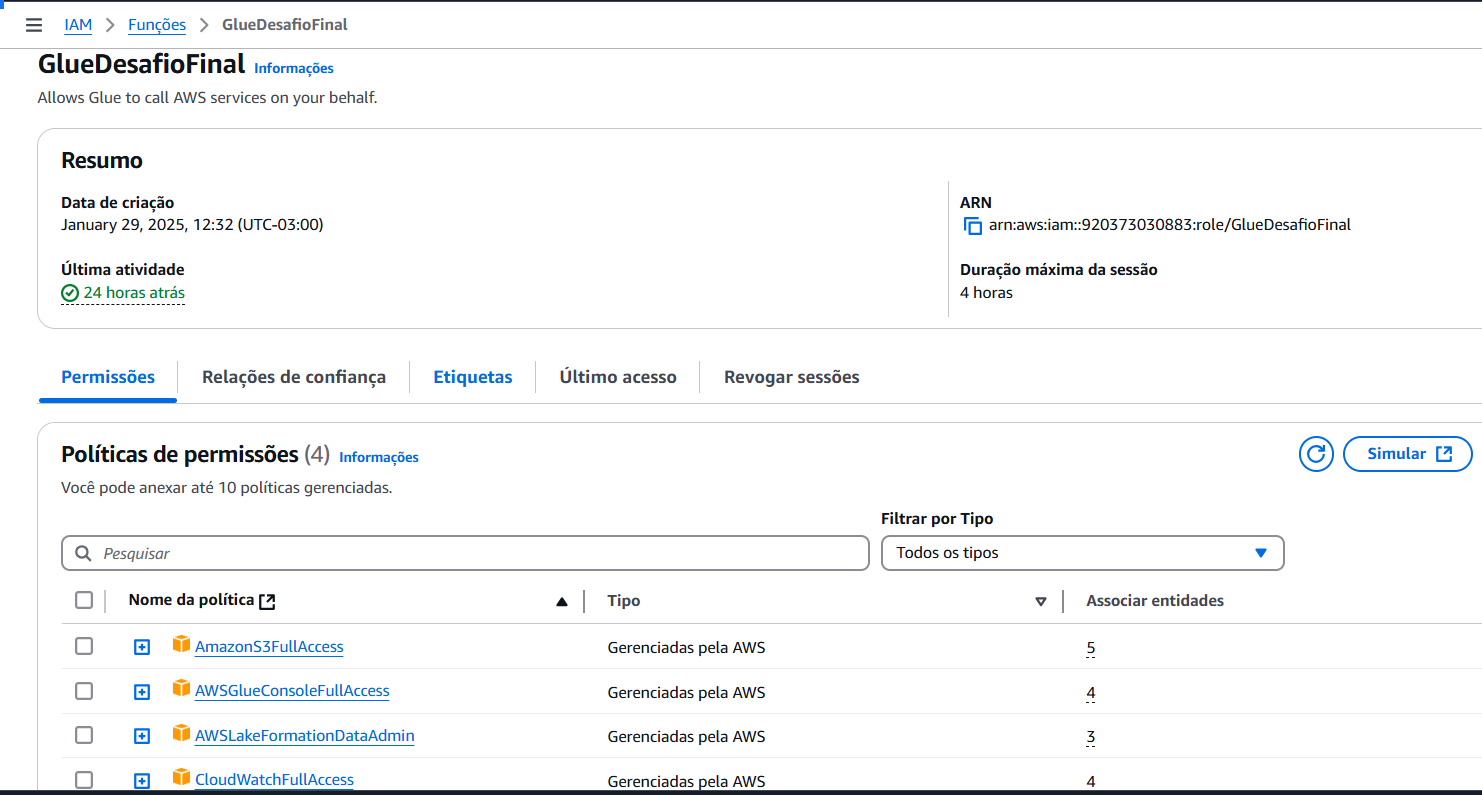 IAM > Funções > GlueDesafioFinal
GlueDesafioFinal Informações
Allows Glue to call AWS services on your behalf.
Resumo
Data de criação
January 29, 2025, 12:32 (UTC-03:00)
ARN
arn:aws:iam::920373030883:role/GlueDesafioFinal
Última atividade
24 horas atrás
Duração máxima da sessão
4 horas
Permissões Relações de confiança Etiquetas Último acesso Revogar sessões
Políticas de permissões (4) Informações
Simular
Você pode anexar até 10 políticas gerenciadas.
Filtrar por Tipo
Pesquisar
Todos os tipos
Nome da política Tipo Associar entidades
AmazonS3FullAccess Gerenciadas pela AWS 5
AWSGlueConsoleFullAccess Gerenciadas pela AWS 4
AWSLakeFormationDataAdmin Gerenciadas pela AWS 3
CloudWatchFullAccess Gerenciadas pela AWS 4